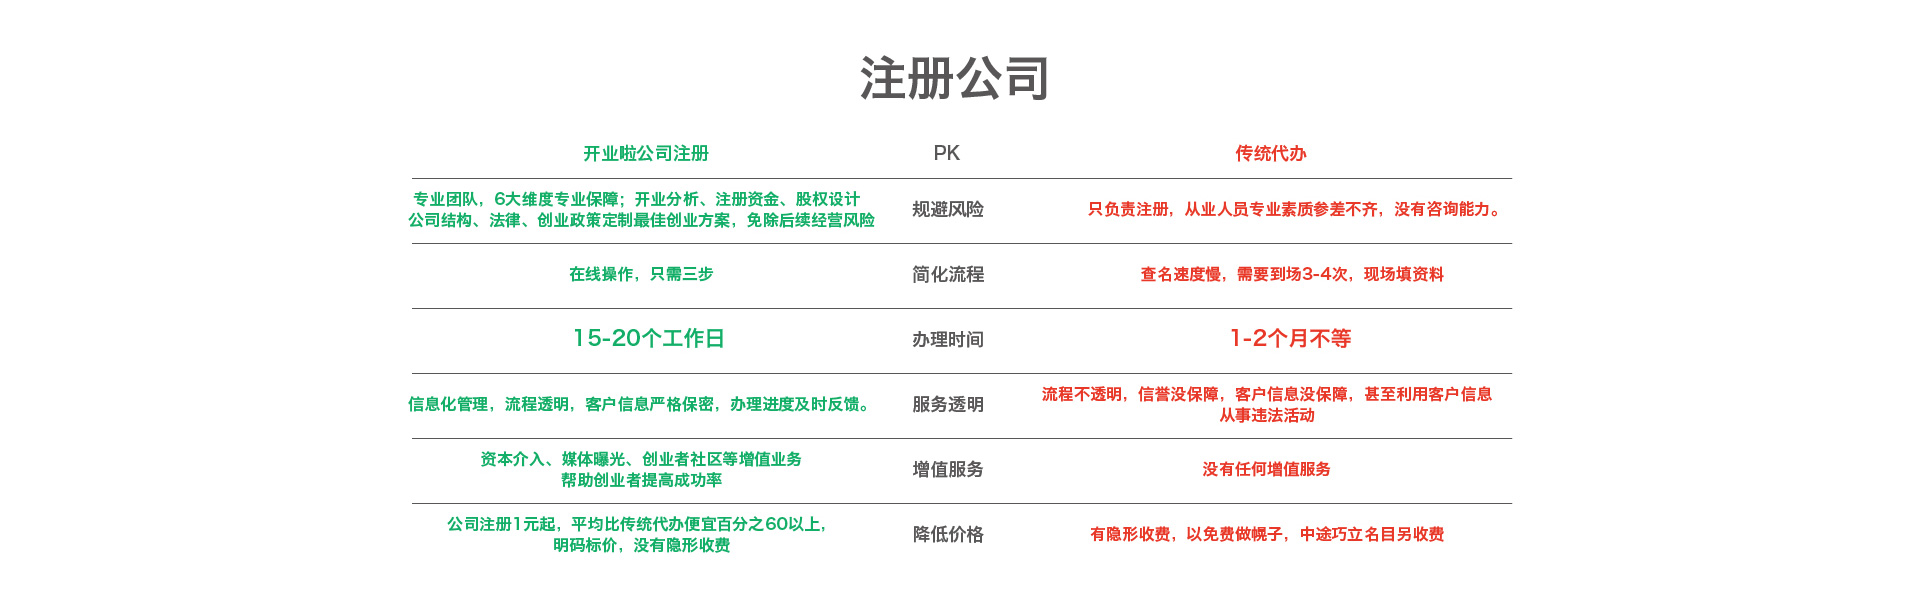 注册公司
开业啦公司注册 PK 传统代办
专业团队，6大维度专业保障；开业分析、注册资金、股权设计
公司结构、法律、创业政策定制最佳创业方案，免除后续经营风险
规避风险
只负责注册，从业人员专业素质参差不齐，没有咨询能力。
在线操作，只需三步 简化流程 查名速度慢，需要到场3-4次，现场填资料
15-20个工作日 办理时间 1-2个月不等
信息化管理，流程透明，客户信息严格保密，办理进度及时反馈。
服务透明
流程不透明，信誉没保障，客户信息没保障，甚至利用客户信息
从事违法活动
资本介入、媒体曝光、创业者社区等增值业务
帮助创业者提高成功率
增值服务
没有任何增值服务
公司注册1元起，平均比传统代办便宜百分之60以上，
明码标价，没有隐形收费
降低价格
有隐形收费，以免费做幌子，中途巧立名目另收费